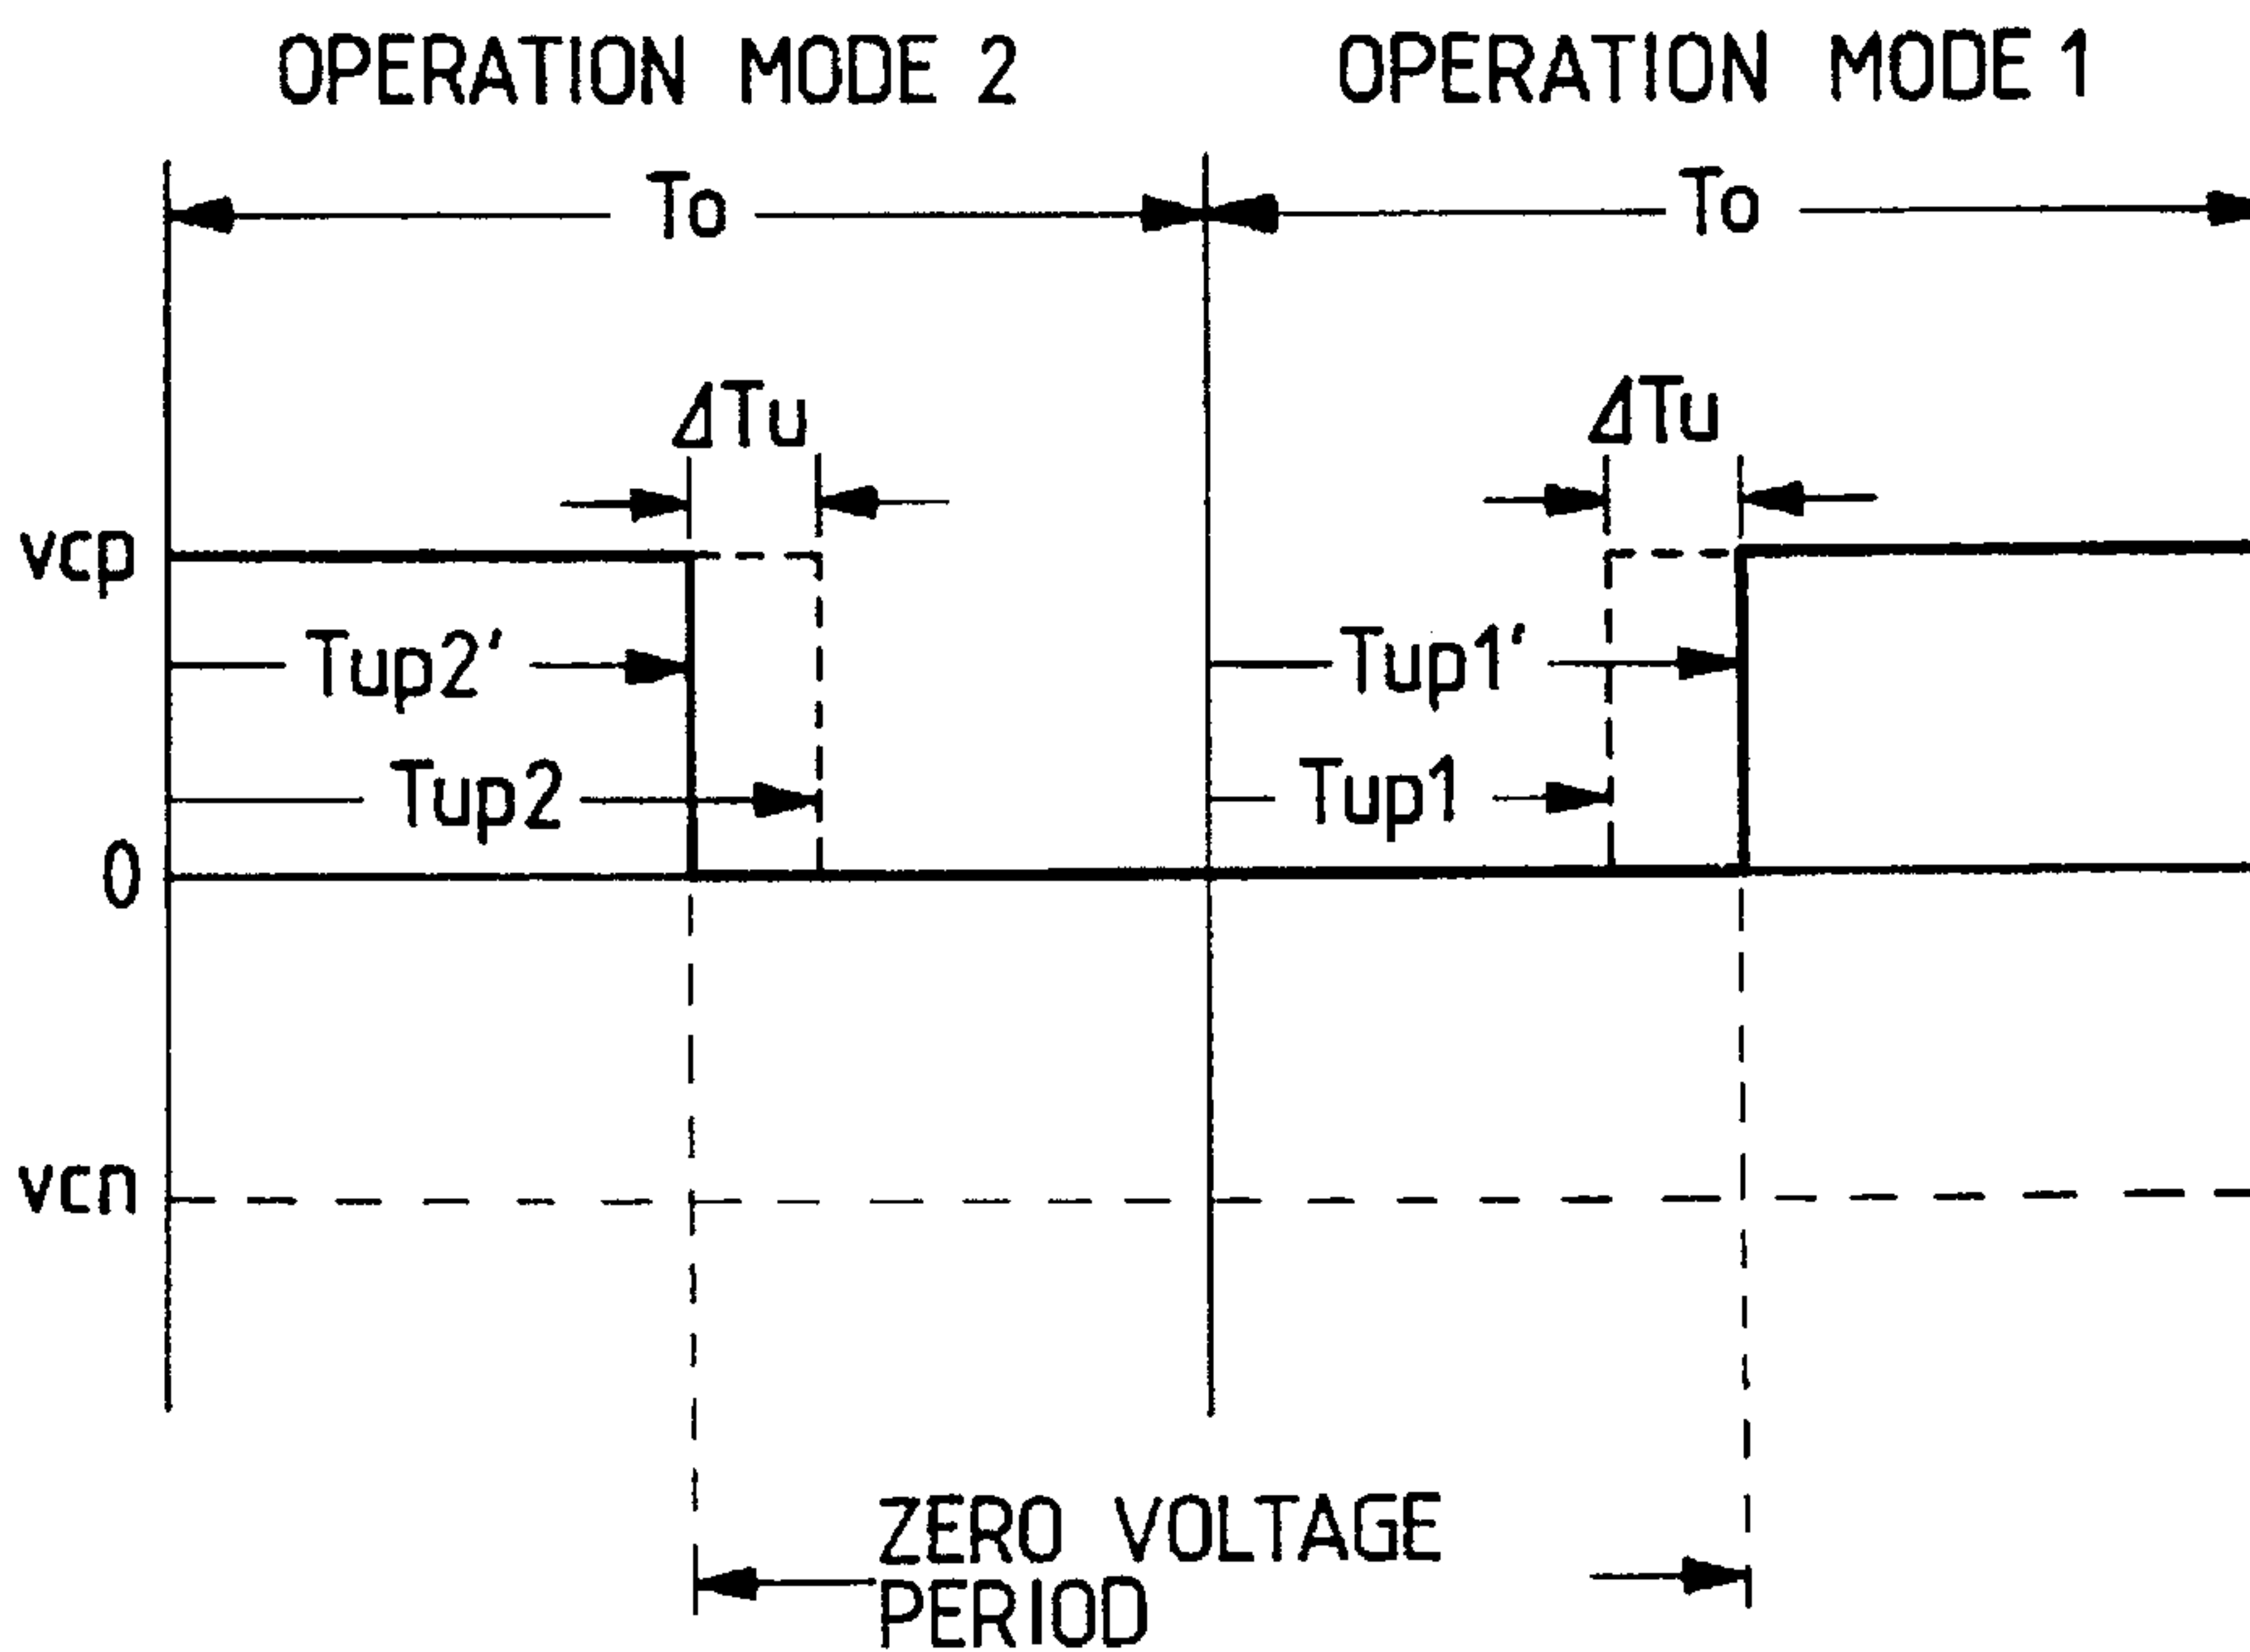 OPERATION MODE 2
OPERATION MODE 1
To
To
ΔTu
ΔTu
vcp
Tup2'
Tup1'
Tup2
Tup1
0
vcn
ZERO VOLTAGE
PERIOD